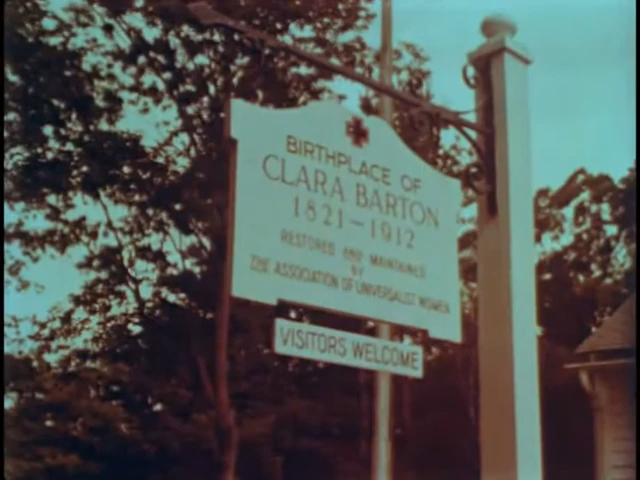 BIRTHPLACE OF
CLARA BARTON
1821-1912
RESTORED AND MAINTAINED
BY
THE ASSOCIATION OF UNIVERSALIST WOMEN
VISITORS WELCOME